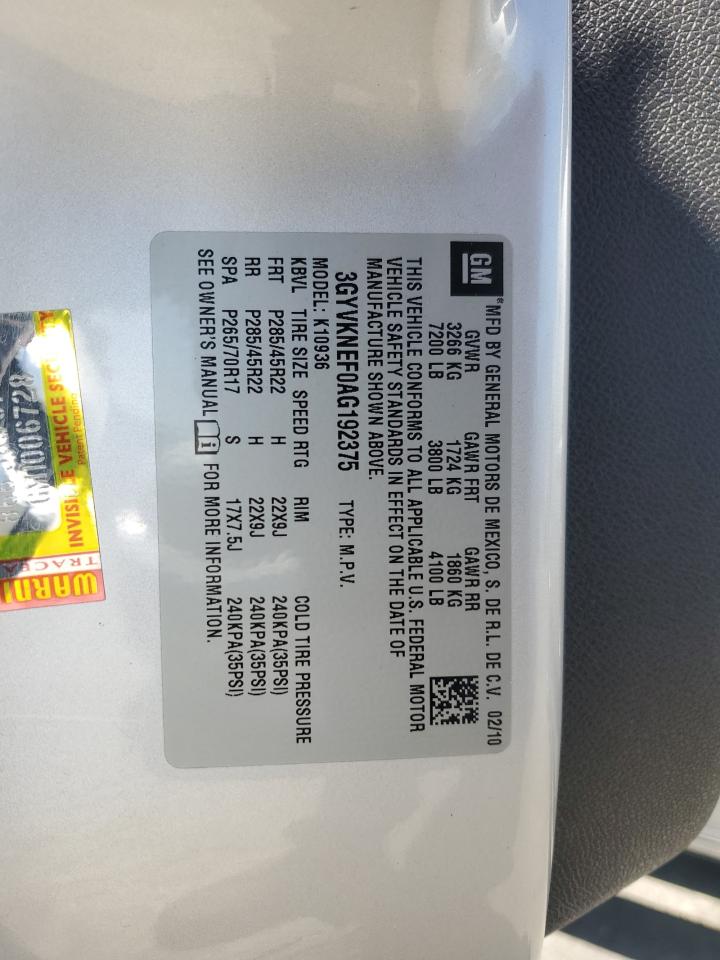 GM
® MFD BY GENERAL MOTORS DE MEXICO, S. DE R.L. DE C.V. 02/10
GVWR GAWR FRT GAWR RR
3266 KG 1724 KG 1860 KG
7200 LB 3800 LB 4100 LB
THIS VEHICLE CONFORMS TO ALL APPLICABLE U.S. FEDERAL MOTOR
VEHICLE SAFETY STANDARDS IN EFFECT ON THE DATE OF
MANUFACTURE SHOWN ABOVE.
3GYVKNEF0AG192375 TYPE: M.P.V.
MODEL: K10936
KBVL TIRE SIZE SPEED RTG RIM COLD TIRE PRESSURE
FRT P285/45R22 H 22X9J 240KPA(35PSI)
RR P285/45R22 H 22X9J 240KPA(35PSI)
SPA P265/70R17 S 17X7.5J 240KPA(35PSI)
SEE OWNER'S MANUAL i FOR MORE INFORMATION.
INVISIBLE VEHICLE SEC
Patent Pending